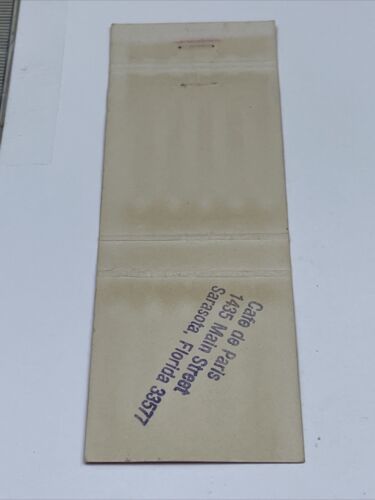 Cafe de Paris
1435 Main Street
Sarasota, Florida 33577